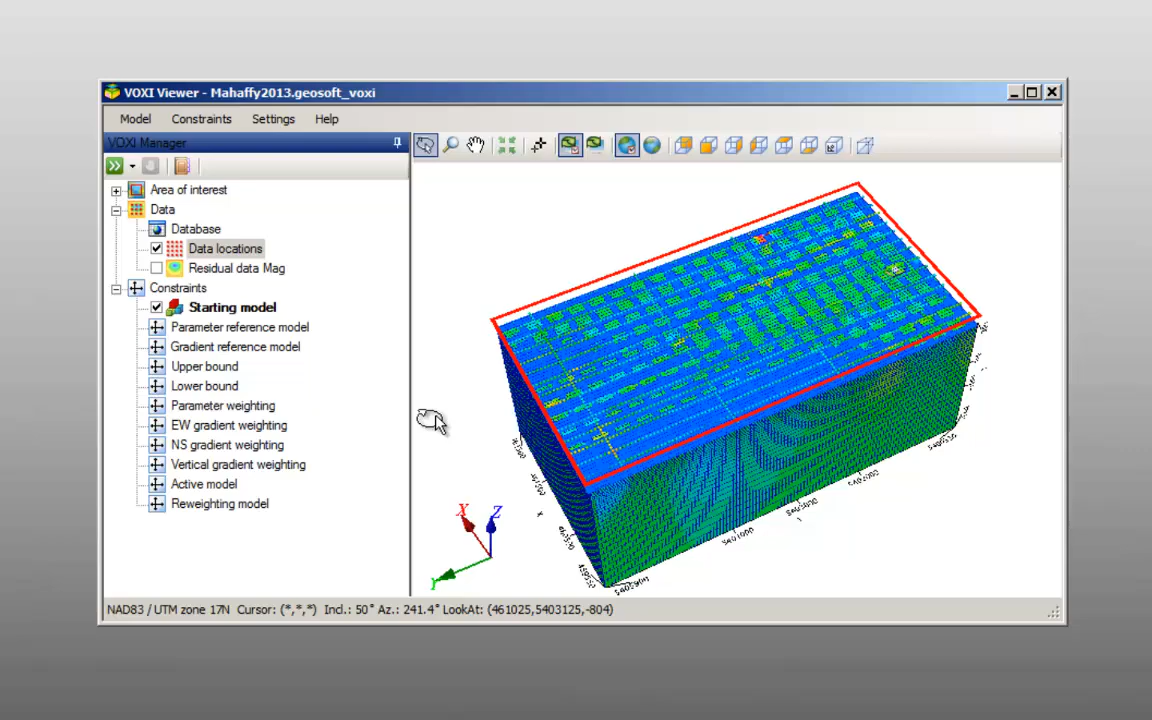 VOXI Viewer - Mahaffy2013.geosoft_voxi
Model Constraints Settings Help
VOXI Manager
Area of interest
Data
Database
Data locations
Residual data Mag
Constraints
Starting model
Parameter reference model
Gradient reference model
Upper bound
Lower bound
Parameter weighting
EW gradient weighting
NS gradient weighting
Vertical gradient weighting
Active model
Reweighting model
X
Z
Y
5401000
NAD83 / UTM zone 17N Cursor: (*,*,*) Incl.: 50° Az.: 241.4° LookAt: (461025,5403125,-804)